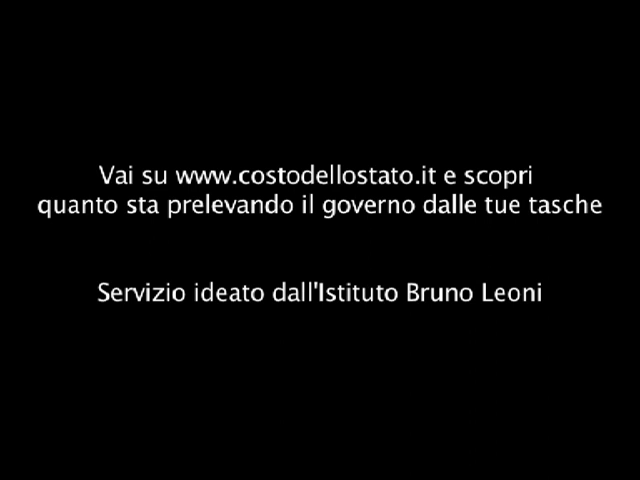 Vai su www.costodellostato.it e scopri
quanto sta prelevando il governo dalle tue tasche
Servizio ideato dall'Istituto Bruno Leoni